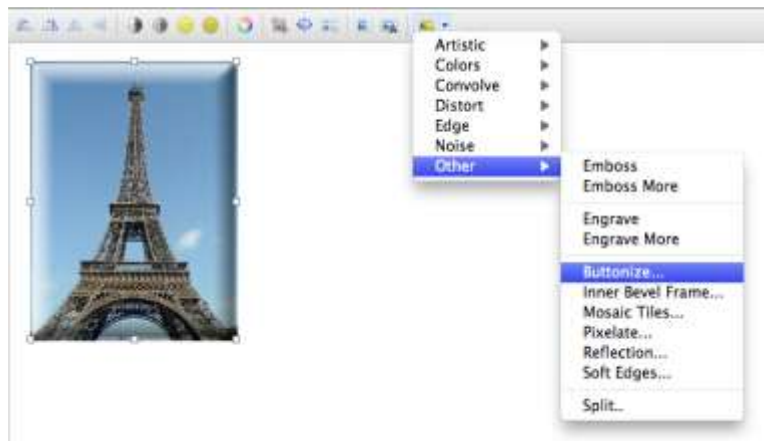 Artistic
Colors
Convolve
Distort
Edge
Noise
Other
Emboss
Emboss More
Engrave
Engrave More
Buttonize...
Inner Bevel Frame...
Mosaic Tiles...
Pixelate...
Reflection...
Soft Edges...
Split..